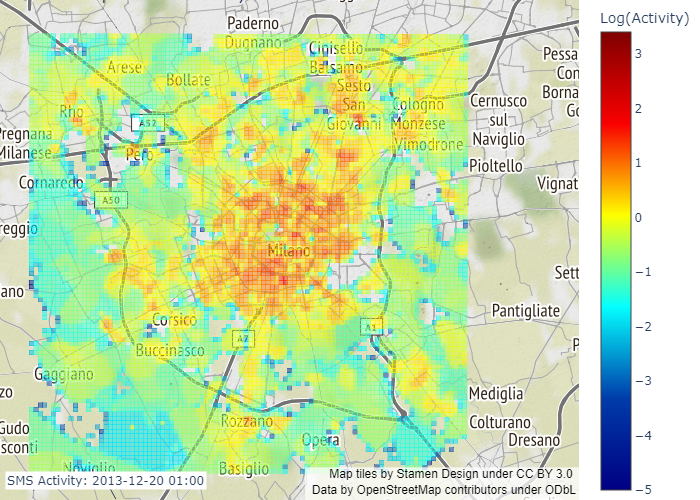 Paderno
Dugnano
Log(Activity)
Cinisello
Balsamo
Arese
Bollate
Sesto
San
Giovanni
Cologno
Monzese
Vimodrone
Rho
A52
Pero
Pregnana
Milanese
Cornaredo
A50
Cernusco
sul
Naviglio
Pioltello
Vignat
Pessa
Con
Borna
Go
reggio
Milano
ano
Sett
Pantigliate
Corsico
A7
A1
Buccinasco
Gaggiano
P
zo
Mediglia
Colturano
Dresano
Gudo
sconti
Rozzano
Opera
Noviglio
Basiglio
SMS Activity: 2013-12-20 01:00
Map tiles by Stamen Design under CC BY 3.0
Data by OpenStreetMap contributors under ODbL
3
2
1
0
−1
−2
−3
−4
−5